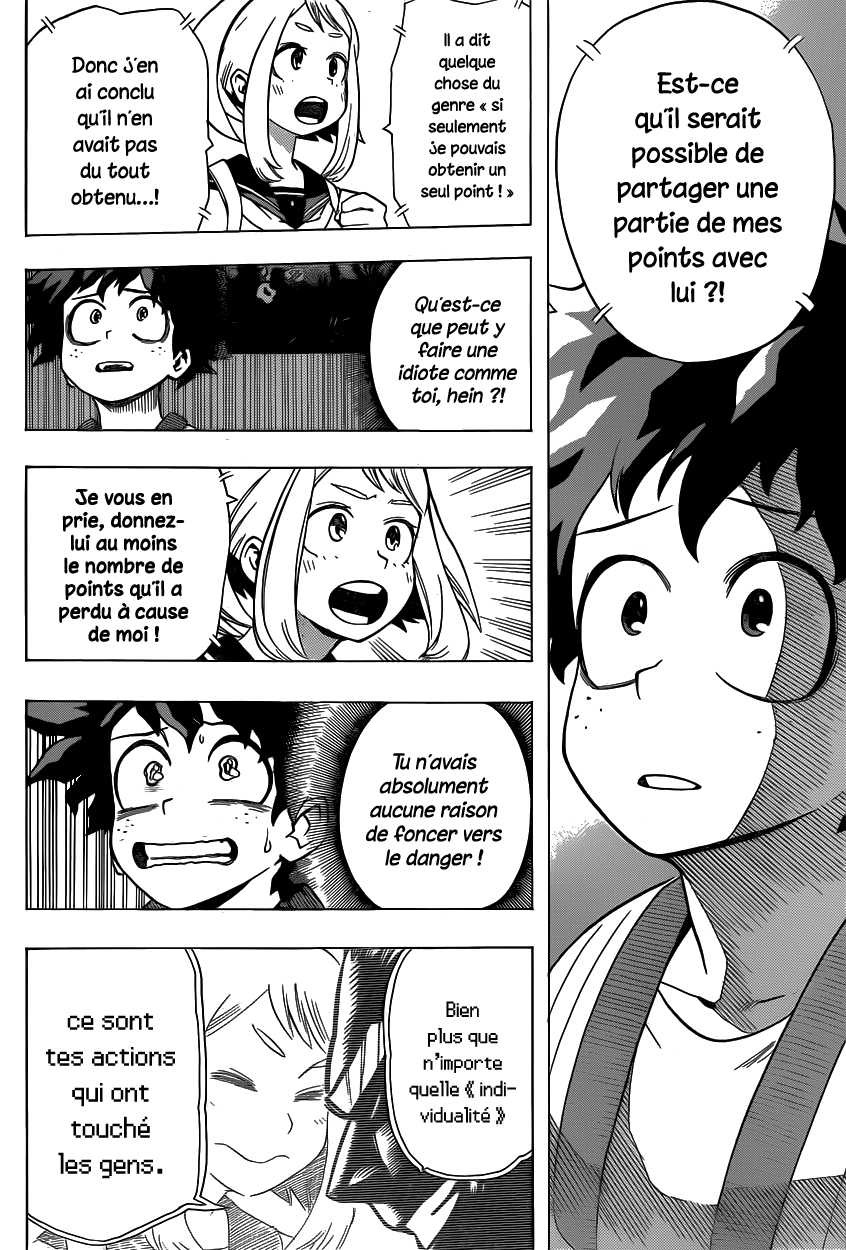 Est-ce
qu'il serait
possible de
partager une
partie de mes
points avec
lui ?!
Il a dit
quelque
chose du
genre « si
seulement
je pouvais
obtenir un
seul point ! »
Donc j'en
ai conclu
qu'il n'en
avait pas
du tout
obtenu...!
Qu'est-ce
que peut y
faire une
idiote comme
toi, hein ?!
Je vous en
prie, donnez-
lui au moins
le nombre de
points qu'il a
perdu à cause
de moi !
Tu n'avais
absolument
aucune raison
de foncer vers
le danger !
Bien
plus que
n'importe
quelle 《 indi-
vidualité 》
ce sont
tes actions
qui ont
touché
les gens.